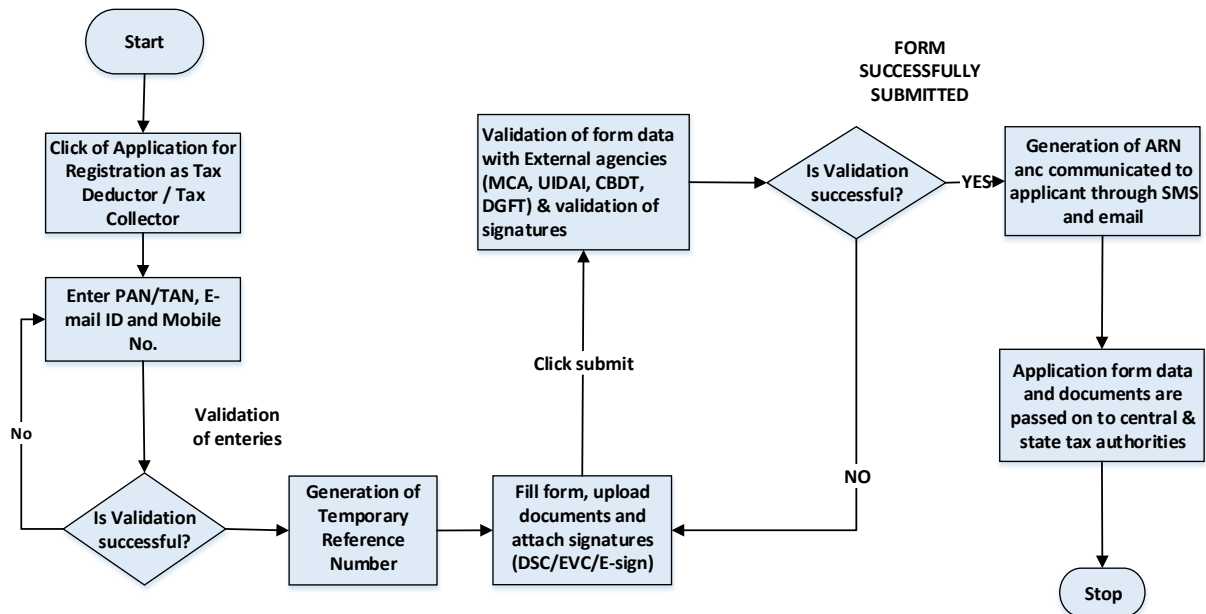 Start
Click of Application for
Registration as Tax
Deductor / Tax
Collector
Enter PAN/TAN, E-
mail ID and Mobile
No.
No
Validation
of enteries
Is Validation
successful?
Generation of
Temporary
Reference
Number
Fill form, upload
documents and
attach signatures
(DSC/EVC/E-sign)
Click submit
Validation of form data
with External agencies
(MCA, UIDAI, CBDT,
DGFT) & validation of
signatures
FORM
SUCCESSFULLY
SUBMITTED
Is Validation
successful?
YES
NO
Generation of ARN
anc communicated to
applicant through SMS
and email
Application form data
and documents are
passed on to central &
state tax authorities
Stop